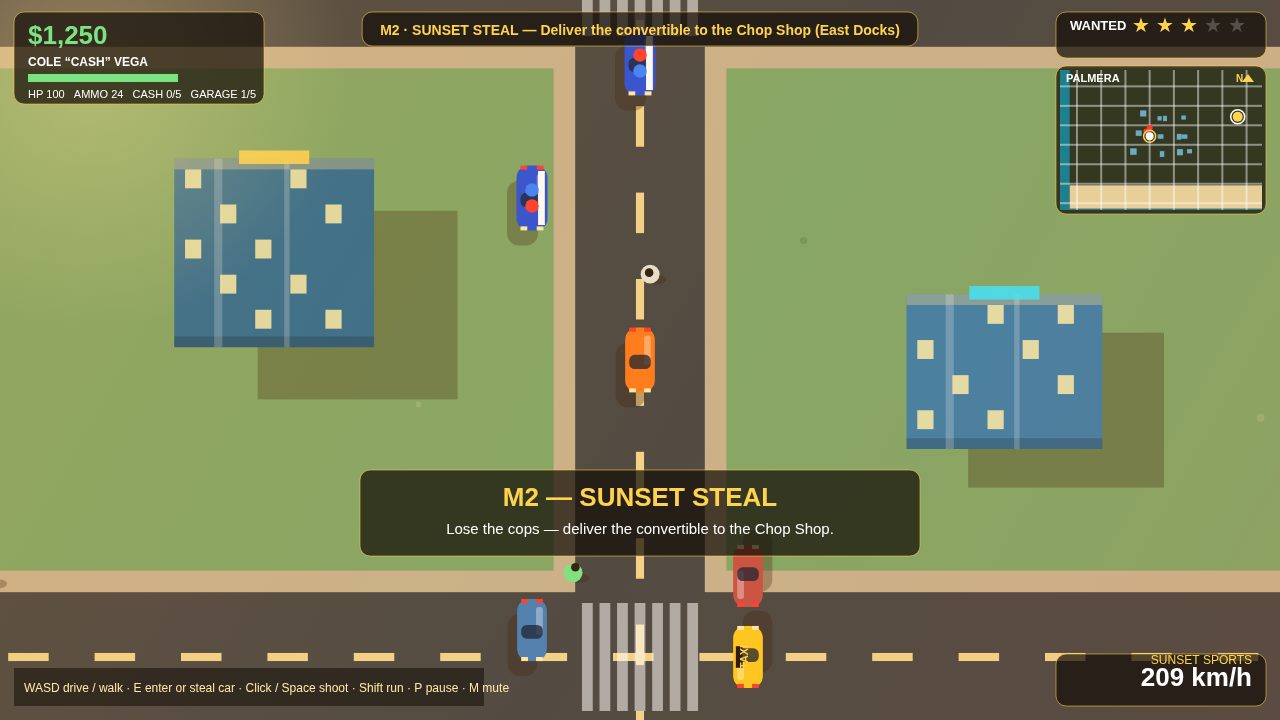 $1,250
COLE “CASH” VEGA
HP 100 AMMO 24 CASH 0/5 GARAGE 1/5
M2 · SUNSET STEAL — Deliver the convertible to the Chop Shop (East Docks)
WANTED ★ ★ ★ ★ ★
PALMERA
N
M2 — SUNSET STEAL
Lose the cops — deliver the convertible to the Chop Shop.
TAXI
WASD drive / walk · E enter or steal car · Click / Space shoot · Shift run · P pause · M mute
SUNSET SPORTS
209 km/h